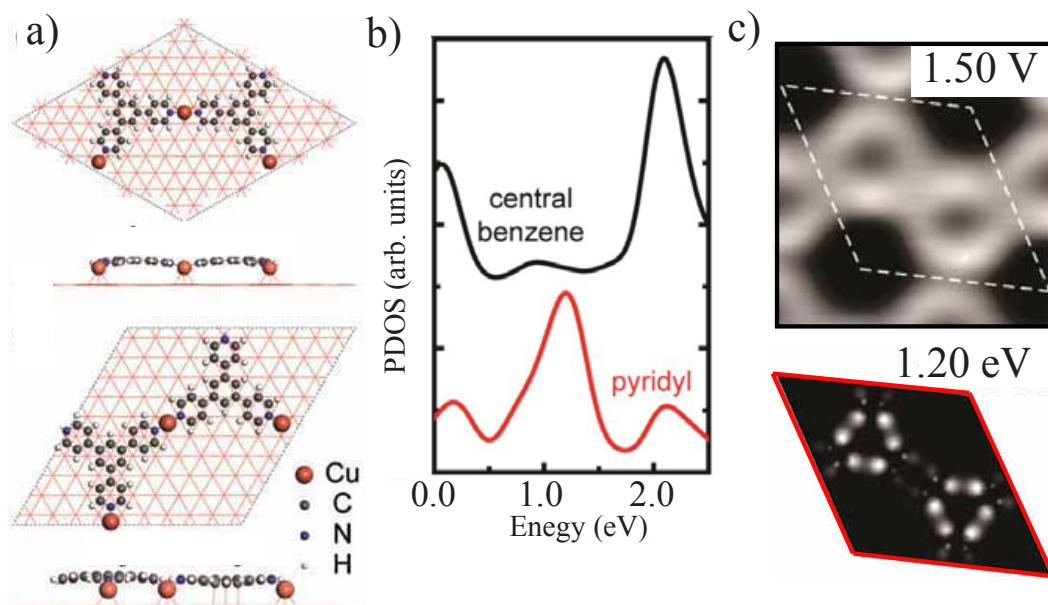 a)
Cu
C
N
H
b)
PDOS (arb. units)
central
benzene
pyridyl
0.0
1.0
2.0
Enegy (eV)
c)
1.50 V
1.20 eV